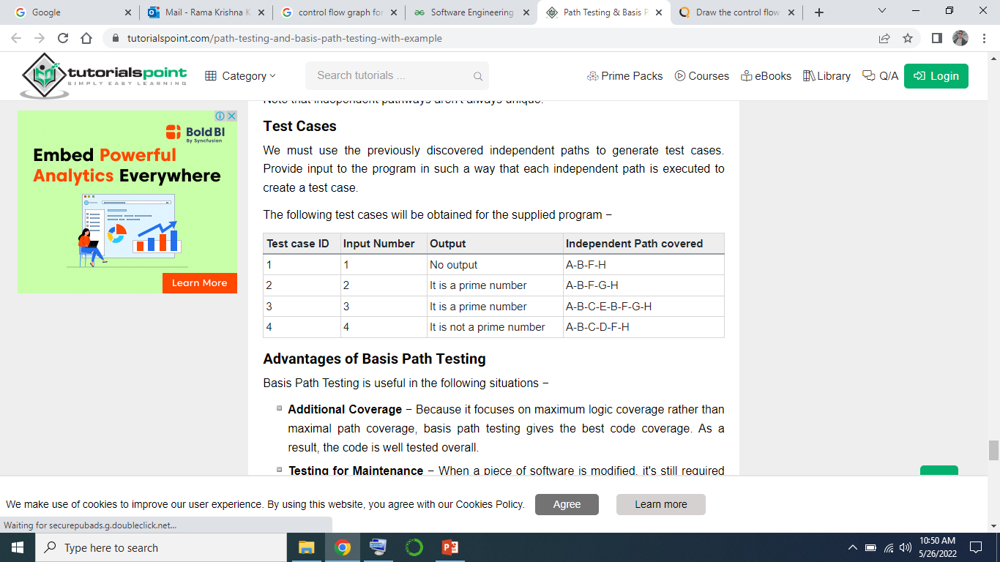 Google
Mail - Rama Krishna K
control flow graph for
Software Engineering
Path Testing & Basis P
Draw the control flow
tutorialspoint.com/path-testing-and-basis-path-testing-with-example
tutorialspoint
SIMPLY EASY LEARNING
Category
Search tutorials ...
Prime Packs
Courses
eBooks
Library
Q/A
Login
Note that independent pathways aren't always unique.
BoldBI
By Syncfusion
Embed Powerful
Analytics Everywhere
Learn More
Test Cases
We must use the previously discovered independent paths to generate test cases.
Provide input to the program in such a way that each independent path is executed to
create a test case.
The following test cases will be obtained for the supplied program −
Test case ID Input Number Output Independent Path covered
1 1 No output A-B-F-H
2 2 It is a prime number A-B-F-G-H
3 3 It is a prime number A-B-C-E-B-F-G-H
4 4 It is not a prime number A-B-C-D-F-H
Advantages of Basis Path Testing
Basis Path Testing is useful in the following situations −
Additional Coverage − Because it focuses on maximum logic coverage rather than
maximal path coverage, basis path testing gives the best code coverage. As a
result, the code is well tested overall.
Testing for Maintenance − When a piece of software is modified, it's still required
We make use of cookies to improve our user experience. By using this website, you agree with our Cookies Policy.
Agree
Learn more
Waiting for securepubads.g.doubleclick.net...
Type here to search
10:50 AM
5/26/2022